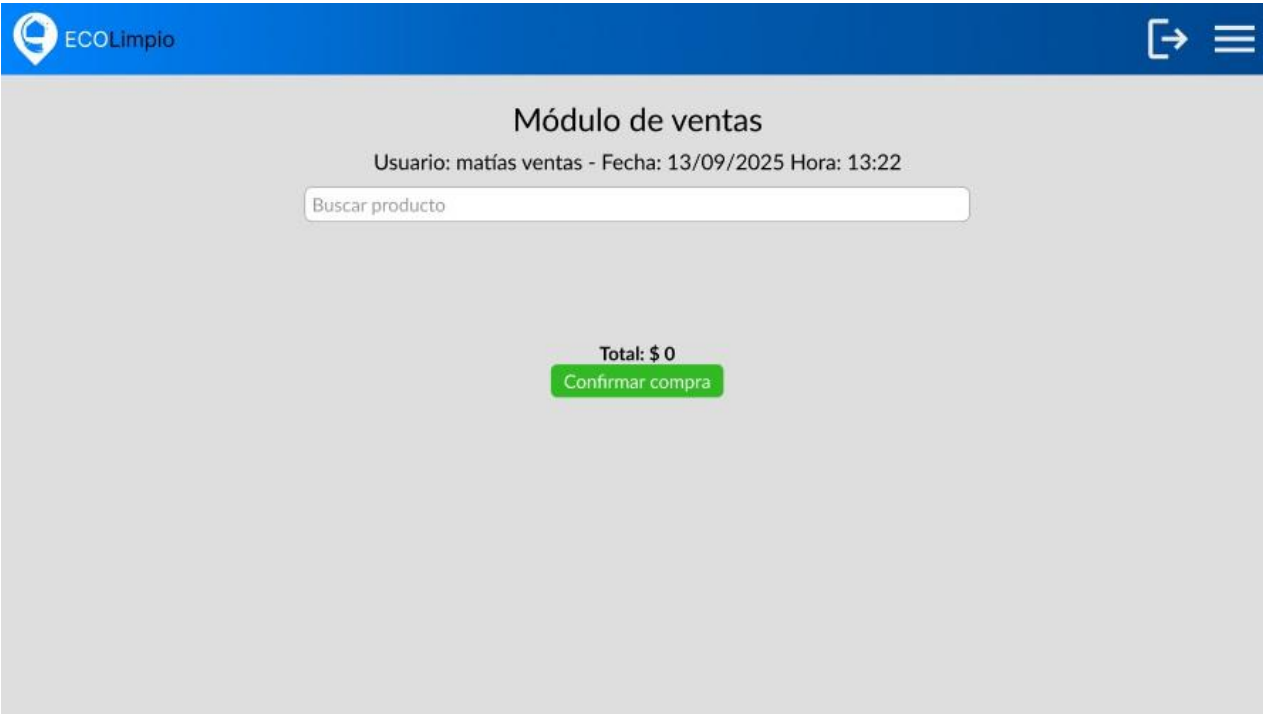 ECOLimpio
Módulo de ventas
Usuario: matías ventas - Fecha: 13/09/2025 Hora: 13:22
Buscar producto
Total: $ 0
Confirmar compra